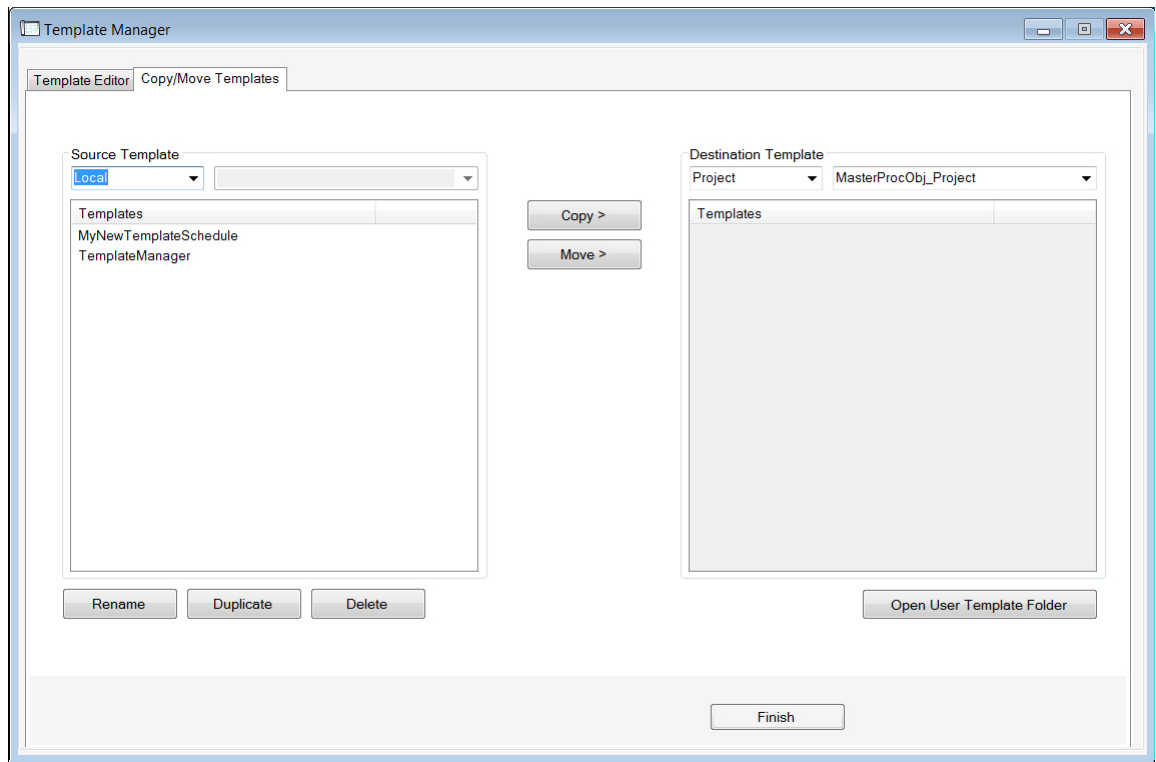 Template Manager
Template Editor Copy/Move Templates
Source Template
Local
Templates
MyNewTemplateSchedule
TemplateManager
Copy >
Move >
Destination Template
Project MasterProcObj_Project
Templates
Rename Duplicate Delete
Open User Template Folder
Finish